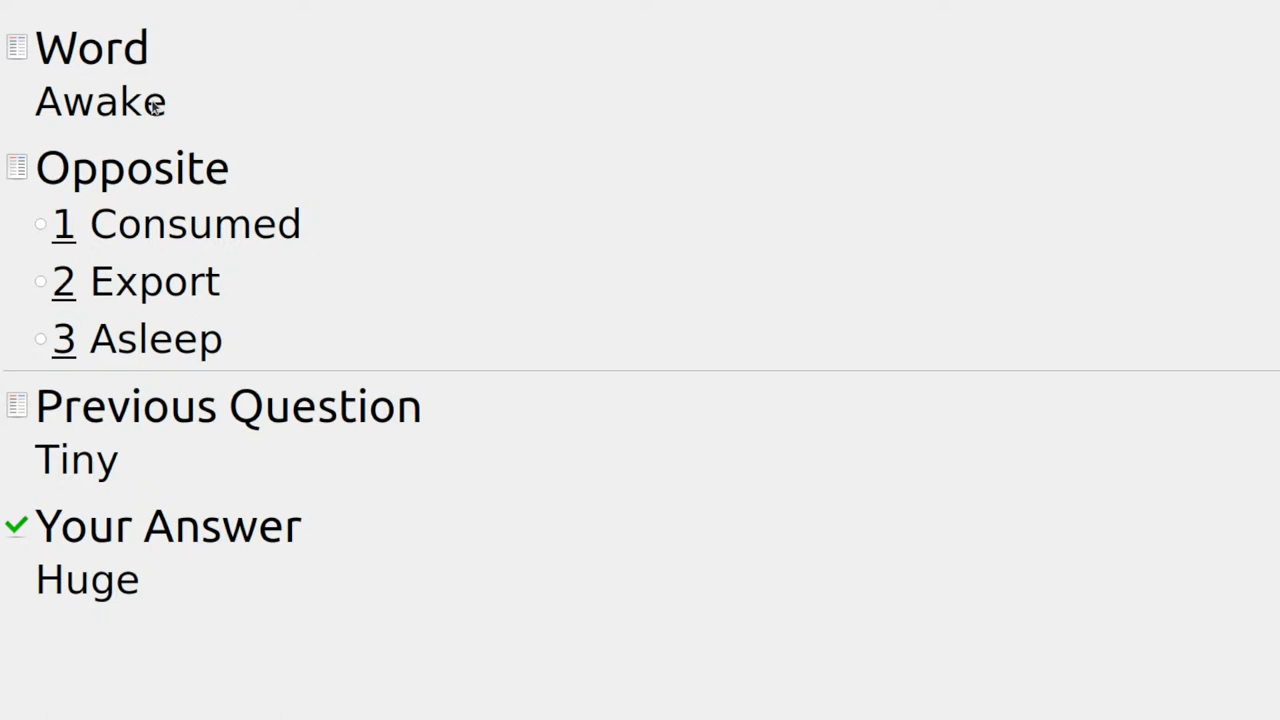 Word
Awake
Opposite
1 Consumed
2 Export
3 Asleep
Previous Question
Tiny
Your Answer
Huge